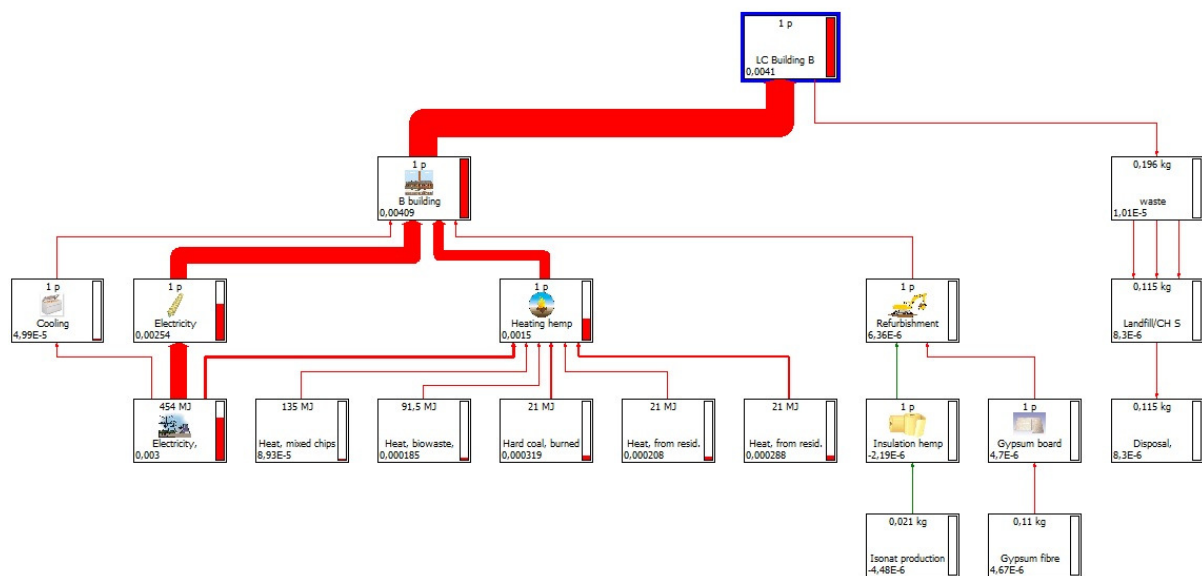 1 p
LC Building B
0,0041
1 p
B building
0,00409
0,196 kg
waste
1,01E-5
1 p
Cooling
4,99E-5
1 p
Electricity
0,00254
1 p
Heating hemp
0,0015
1 p
Refurbishment
6,36E-6
0,115 kg
Landfill/CH S
8,3E-6
454 MJ
Electricity,
0,003
135 MJ
Heat, mixed chips
8,93E-5
91,5 MJ
Heat, biowaste,
0,000185
21 MJ
Hard coal, burned
0,000319
21 MJ
Heat, from resid.
0,000208
21 MJ
Heat, from resid.
0,000288
1 p
Insulation hemp
-2,19E-6
1 p
Gypsum board
4,7E-6
0,115 kg
Disposal,
8,3E-6
0,021 kg
Isonat production
-4,48E-6
0,11 kg
Gypsum fibre
4,67E-6